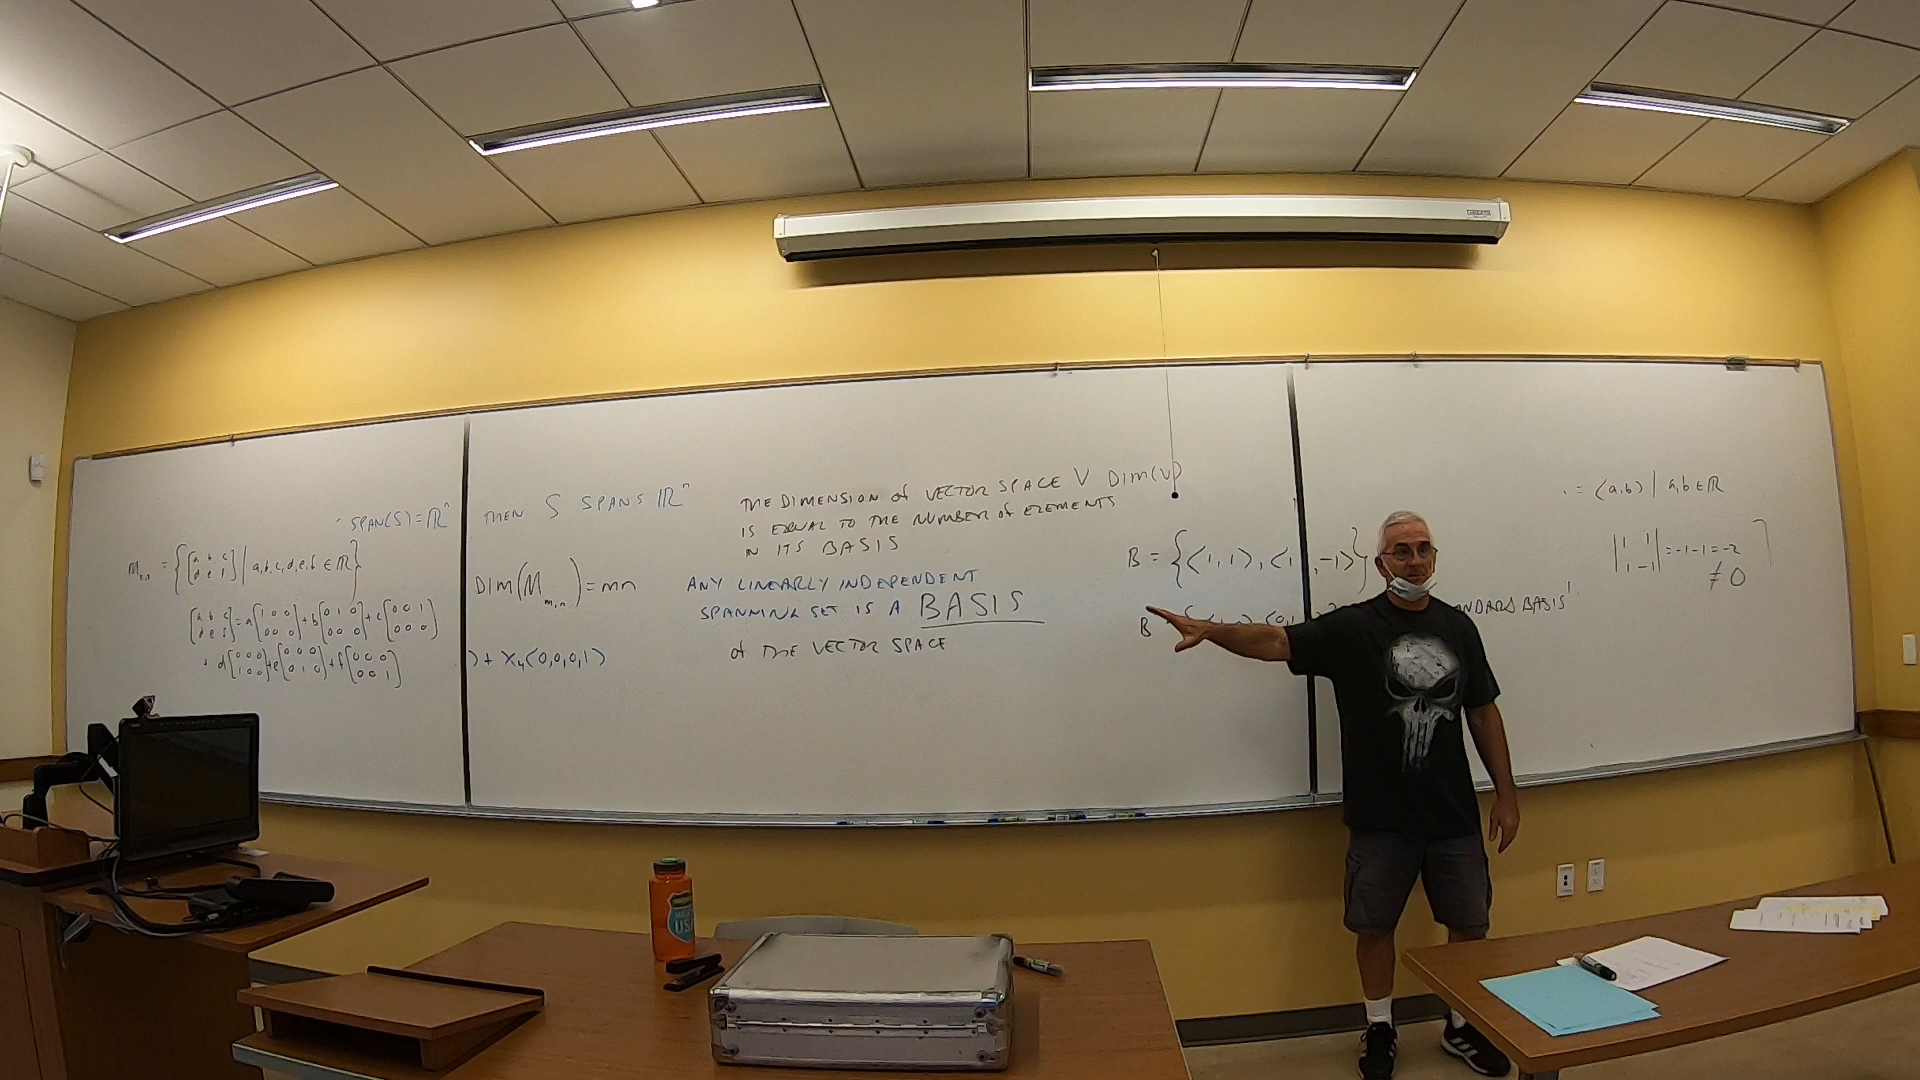 SPAN(S) = ℝⁿ
M = { [a b c; d e f] | a,b,c,d,e,f ∈ ℝ }
[a b c; d e f] = a[1 0 0; 0 0 0] + b[0 1 0; 0 0 0] + c[0 0 1; 0 0 0]
+ d[0 0 0; 1 0 0] + e[0 0 0; 0 1 0] + f[0 0 0; 0 0 1]
THEN S SPANS ℝⁿ
DIM(M m,n) = mn
) + X₄(0,0,0,1)
THE DIMENSION of VECTOR SPACE V DIM(V)
IS EQUAL TO THE NUMBER of ELEMENTS
IN ITS BASIS
ANY LINEARLY INDEPENDENT
SPANNING SET IS A BASIS
of THE VECTOR SPACE
B = {⟨1,1⟩,⟨1,-1⟩}
B
NDARD BASIS
= ⟨a,b⟩ | a,b ∈ ℝ
|1 1; 1 -1| = -1-1 = -2
≠ 0
USA